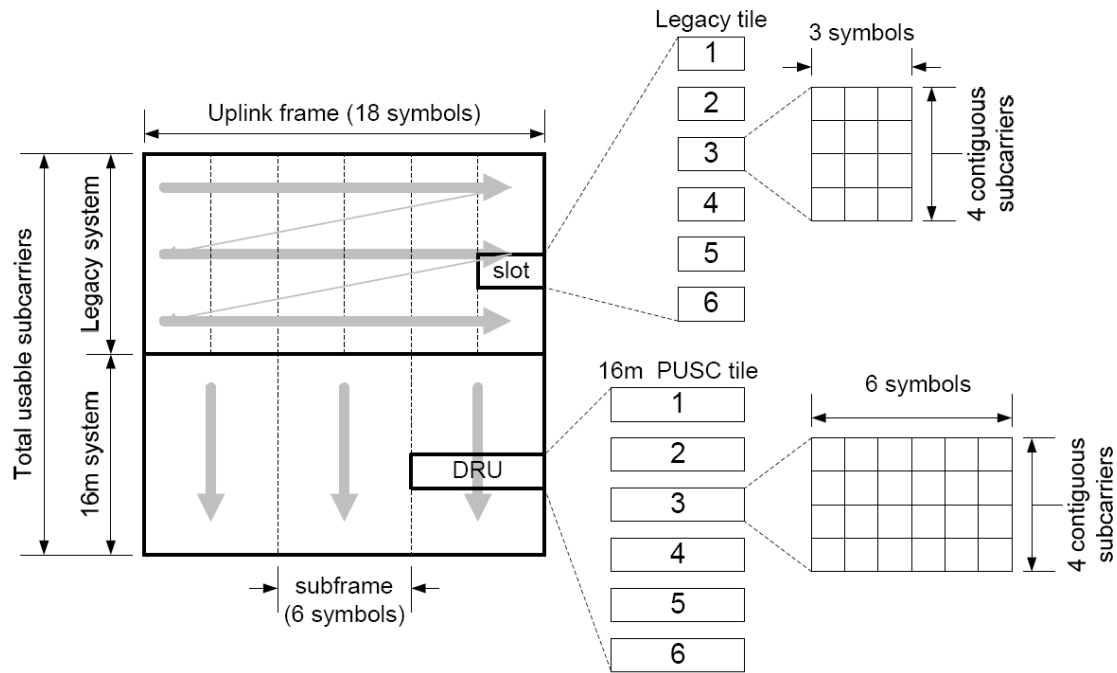 Legacy tile
1
2
3
4
5
6
3 symbols
4 contiguous
subcarriers
Uplink frame (18 symbols)
Total usable subcarriers
Legacy system
16m system
slot
DRU
subframe
(6 symbols)
16m PUSC tile
1
2
3
4
5
6
6 symbols
4 contiguous
subcarriers